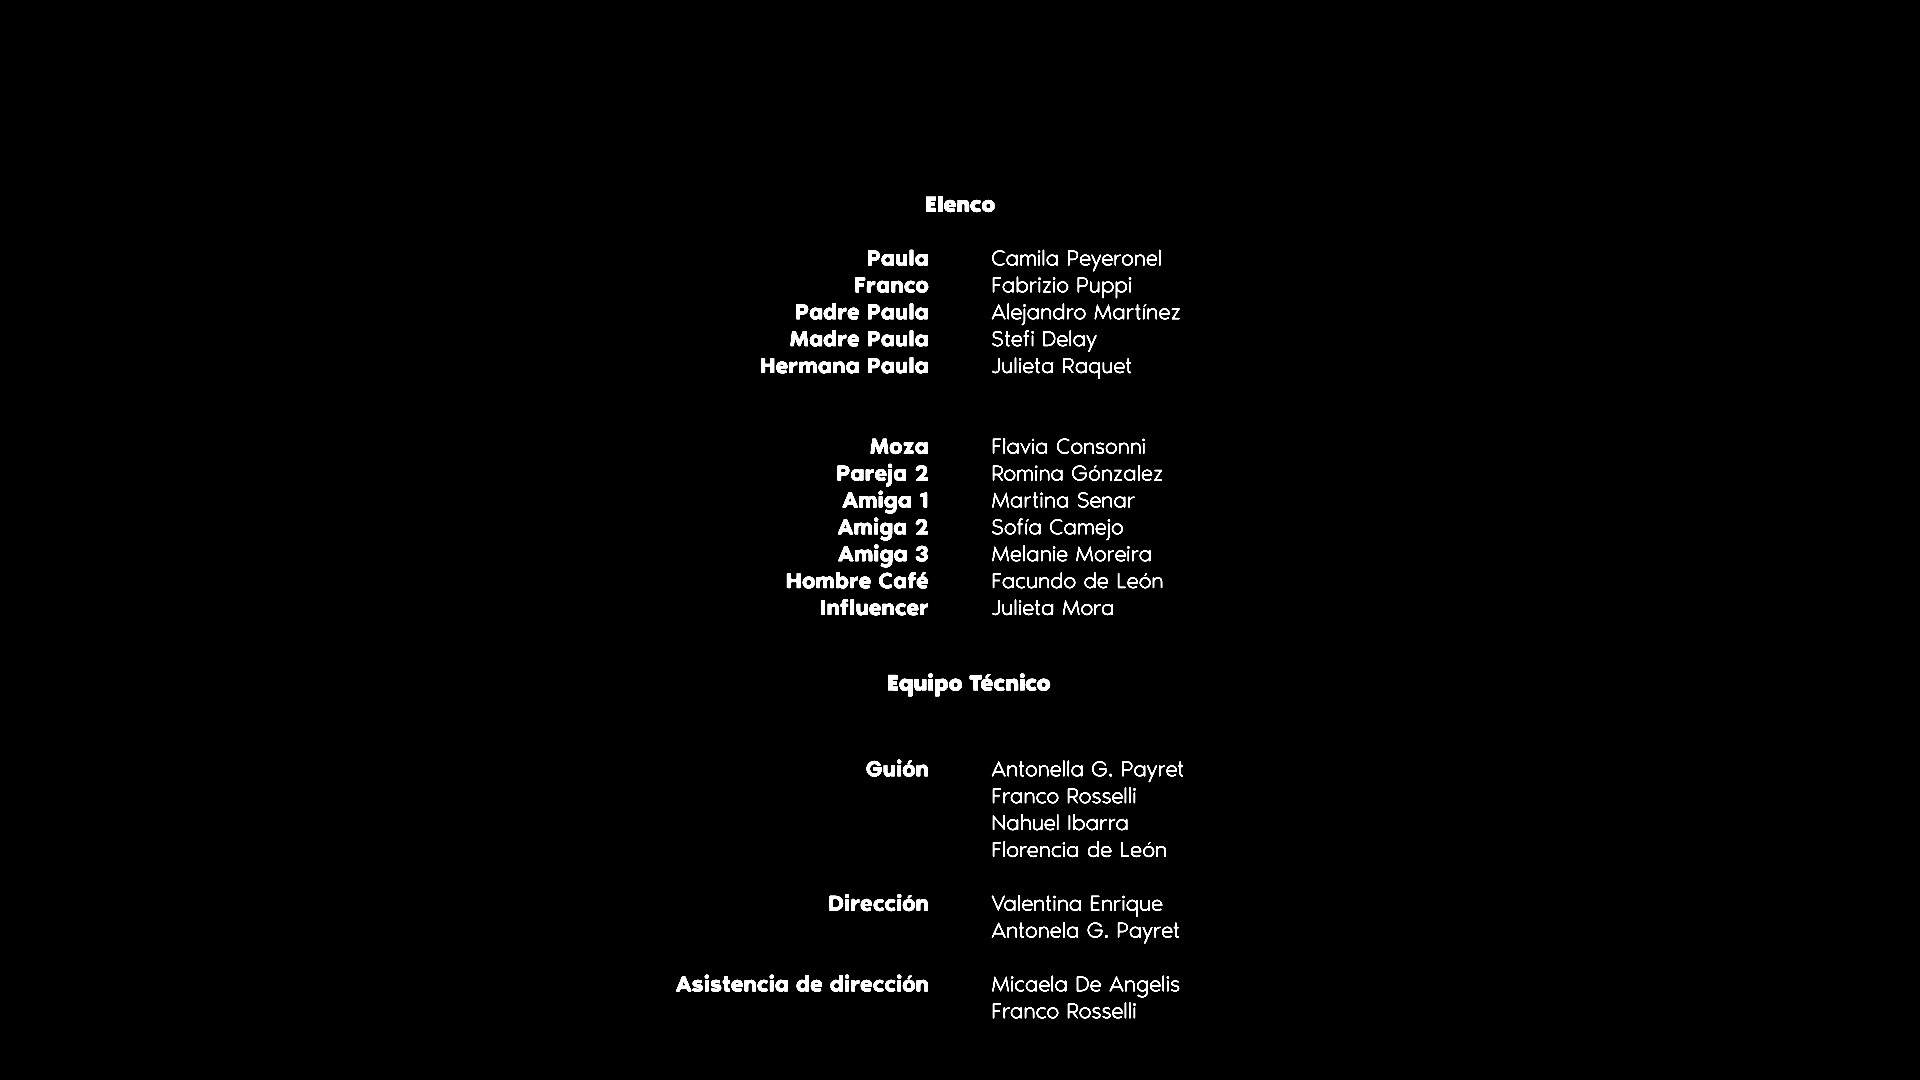 Elenco
Paula Camila Peyeronel
Franco Fabrizio Puppi
Padre Paula Alejandro Martínez
Madre Paula Stefi Delay
Hermana Paula Julieta Raquet
Moza Flavia Consonni
Pareja 2 Romina Gónzalez
Amiga 1 Martina Senar
Amiga 2 Sofía Camejo
Amiga 3 Melanie Moreira
Hombre Café Facundo de León
Influencer Julieta Mora
Equipo Técnico
Guión Antonella G. Payret
Franco Rosselli
Nahuel Ibarra
Florencia de León
Dirección Valentina Enrique
Antonela G. Payret
Asistencia de dirección Micaela De Angelis
Franco Rosselli